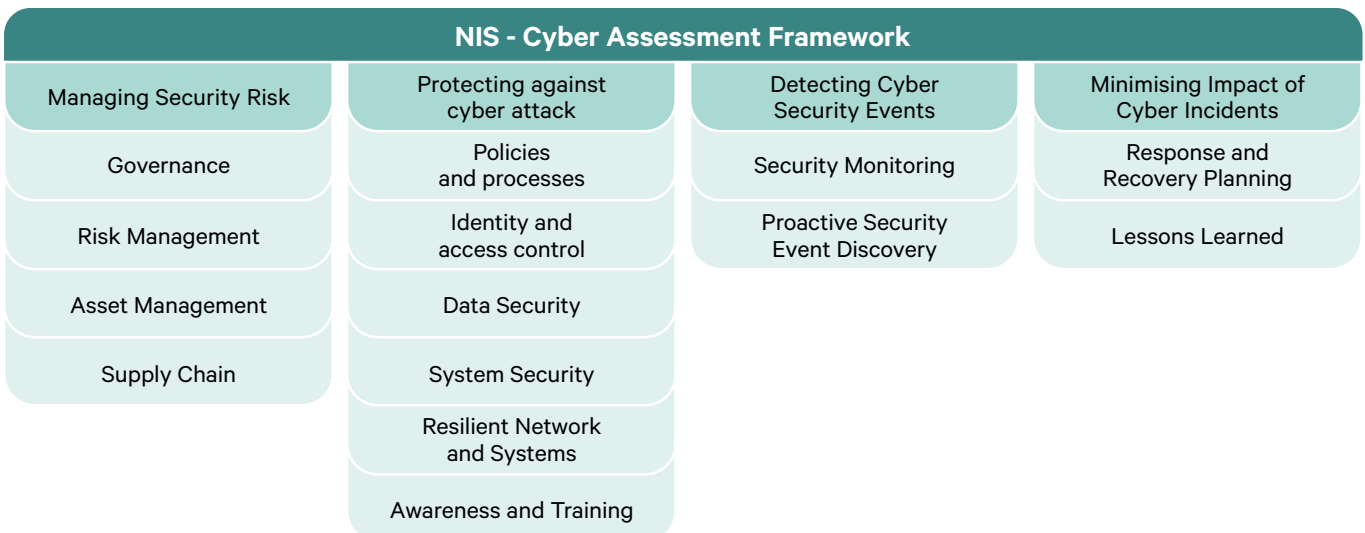 NIS - Cyber Assessment Framework
Managing Security Risk
Governance
Risk Management
Asset Management
Supply Chain
Protecting against
cyber attack
Policies
and processes
Identity and
access control
Data Security
System Security
Resilient Network
and Systems
Awareness and Training
Detecting Cyber
Security Events
Security Monitoring
Proactive Security
Event Discovery
Minimising Impact of
Cyber Incidents
Response and
Recovery Planning
Lessons Learned